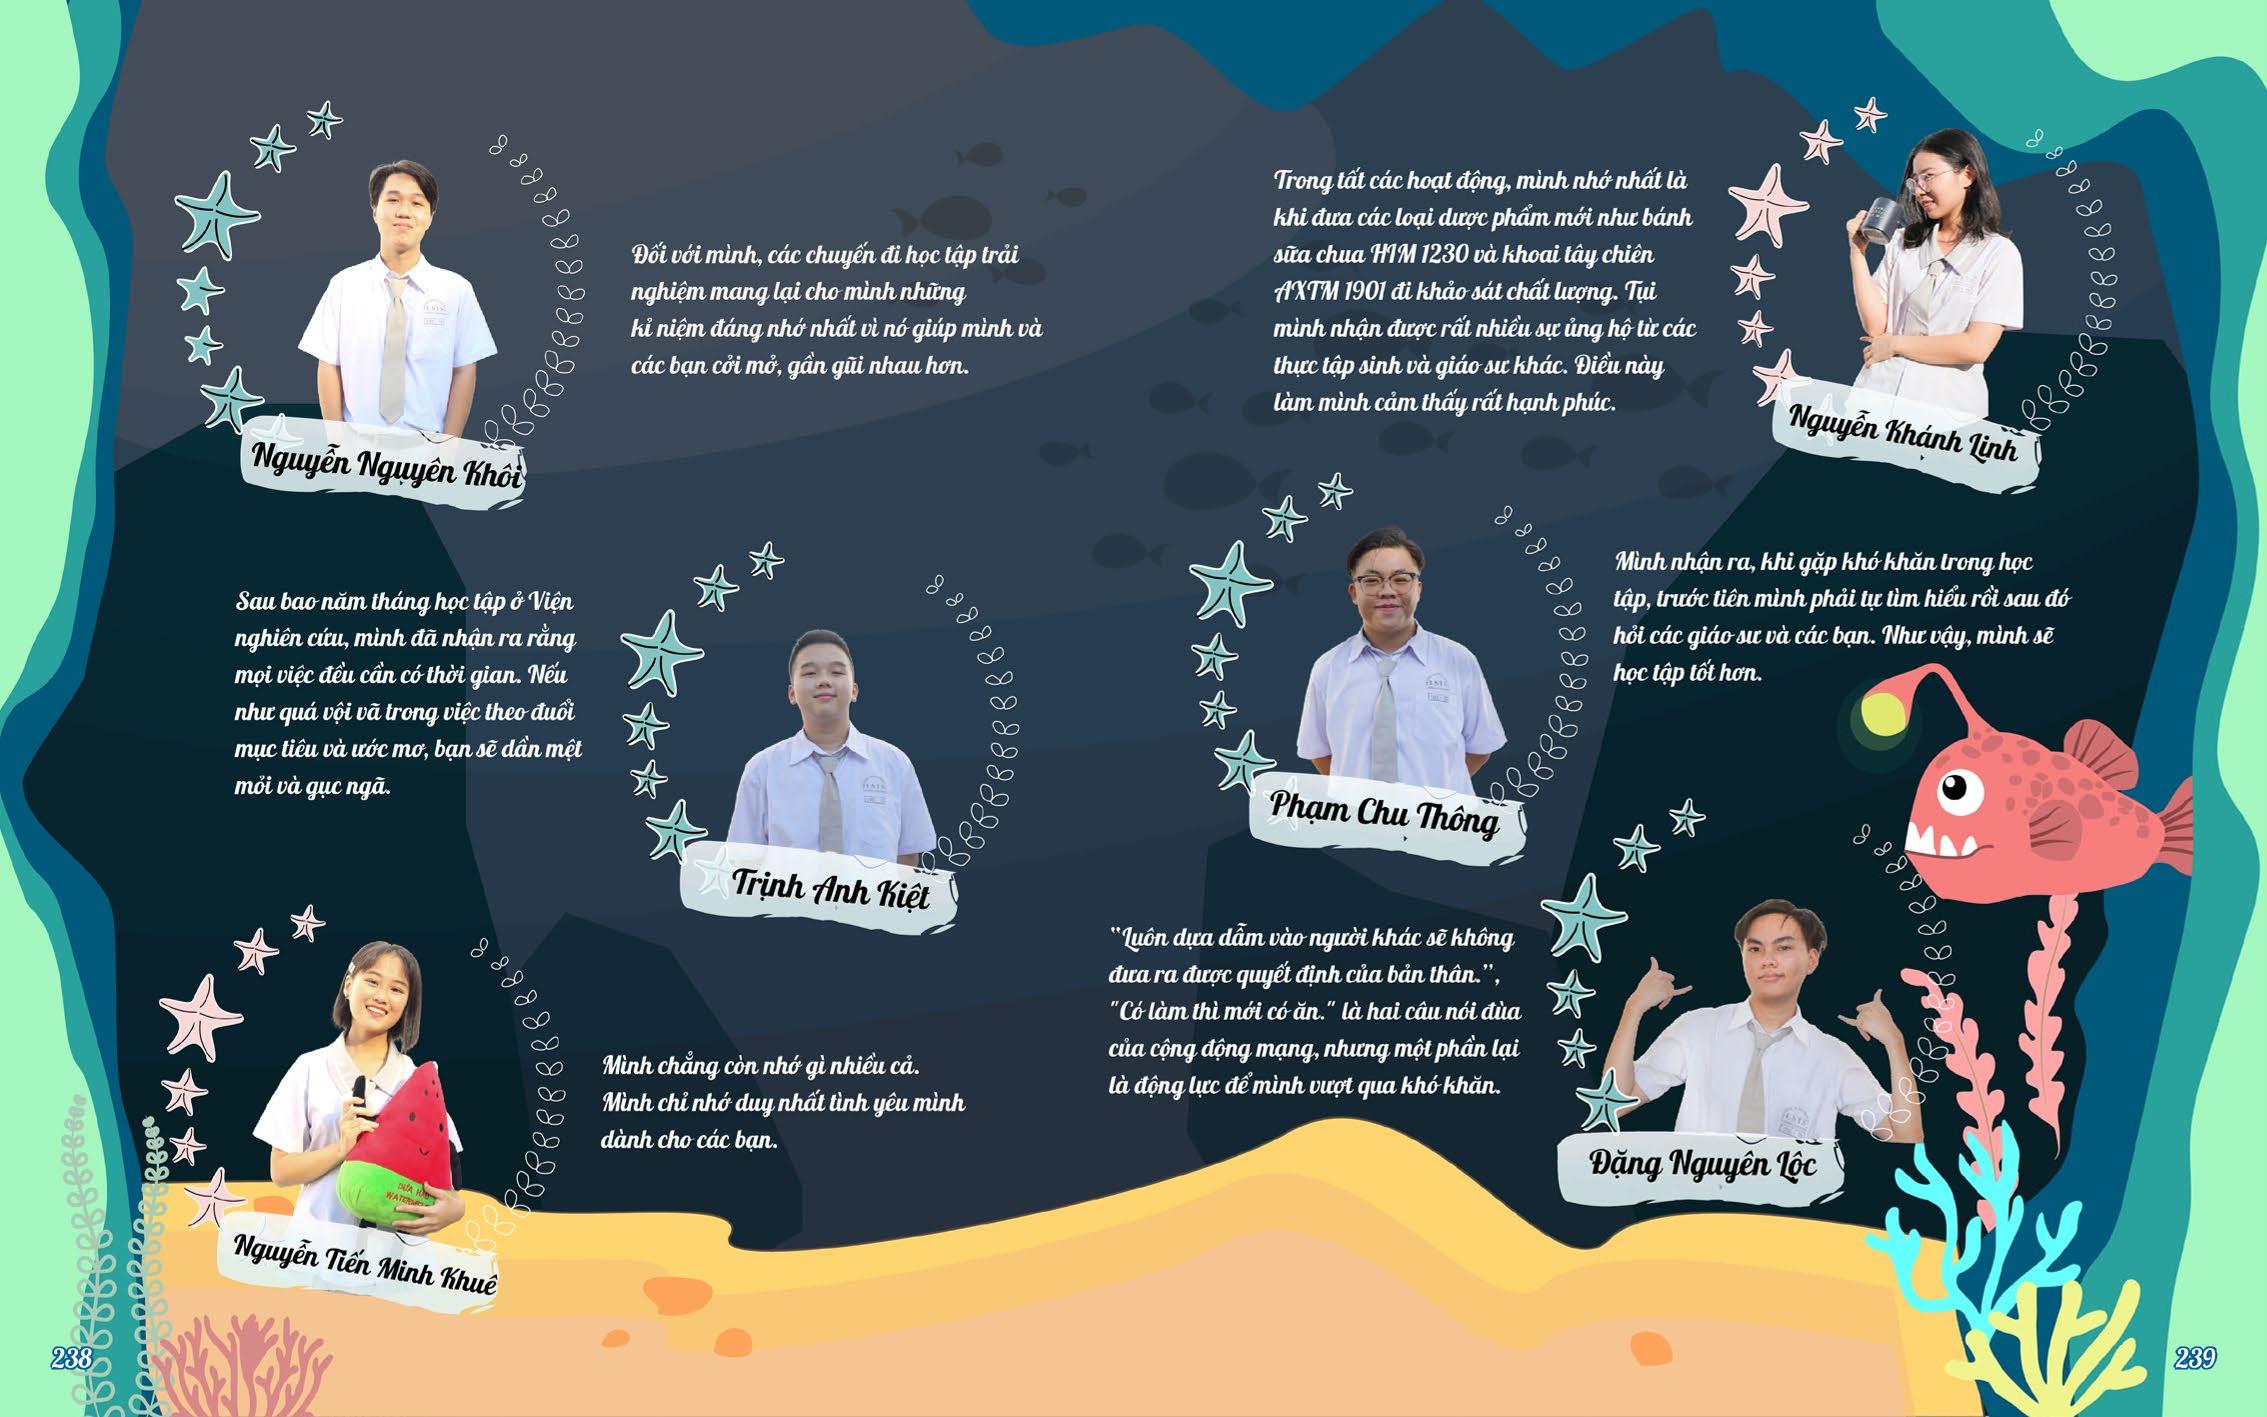 Đối với mình, các chuyến đi học tập trải
nghiệm mang lại cho mình những
kỉ niệm đáng nhớ nhất vì nó giúp mình và
các bạn cởi mở, gần gũi nhau hơn.
Nguyễn Nguyên Khôi
Sau bao năm tháng học tập ở Viện
nghiên cứu, mình đã nhận ra rằng
mọi việc đều cần có thời gian. Nếu
như quá vội vã trong việc theo đuổi
mục tiêu và ước mơ, bạn sẽ dần mệt
mỏi và gục ngã.
Trịnh Anh Kiệt
Mình chẳng còn nhớ gì nhiều cả.
Mình chỉ nhớ duy nhất tình yêu mình
dành cho các bạn.
DƯA HẤU
Nguyễn Tiến Minh Khuê
238
Trong tất các hoạt động, mình nhớ nhất là
khi đưa các loại dược phẩm mới như bánh
sữa chua HIM 1230 và khoai tây chiên
AXTM 1901 đi khảo sát chất lượng. Tụi
mình nhận được rất nhiều sự ủng hộ từ các
thực tập sinh và giáo sư khác. Điều này
làm mình cảm thấy rất hạnh phúc.
Nguyễn Khánh Linh
Mình nhận ra, khi gặp khó khăn trong học
tập, trước tiên mình phải tự tìm hiểu rồi sau đó
hỏi các giáo sư và các bạn. Như vậy, mình sẽ
học tập tốt hơn.
Phạm Chu Thông
“Luôn dựa dẫm vào người khác sẽ không
đưa ra được quyết định của bản thân.”,
"Có làm thì mới có ăn." là hai câu nói đùa
của cộng động mạng, nhưng một phần lại
là động lực để mình vượt qua khó khăn.
Đặng Nguyên Lộc
239